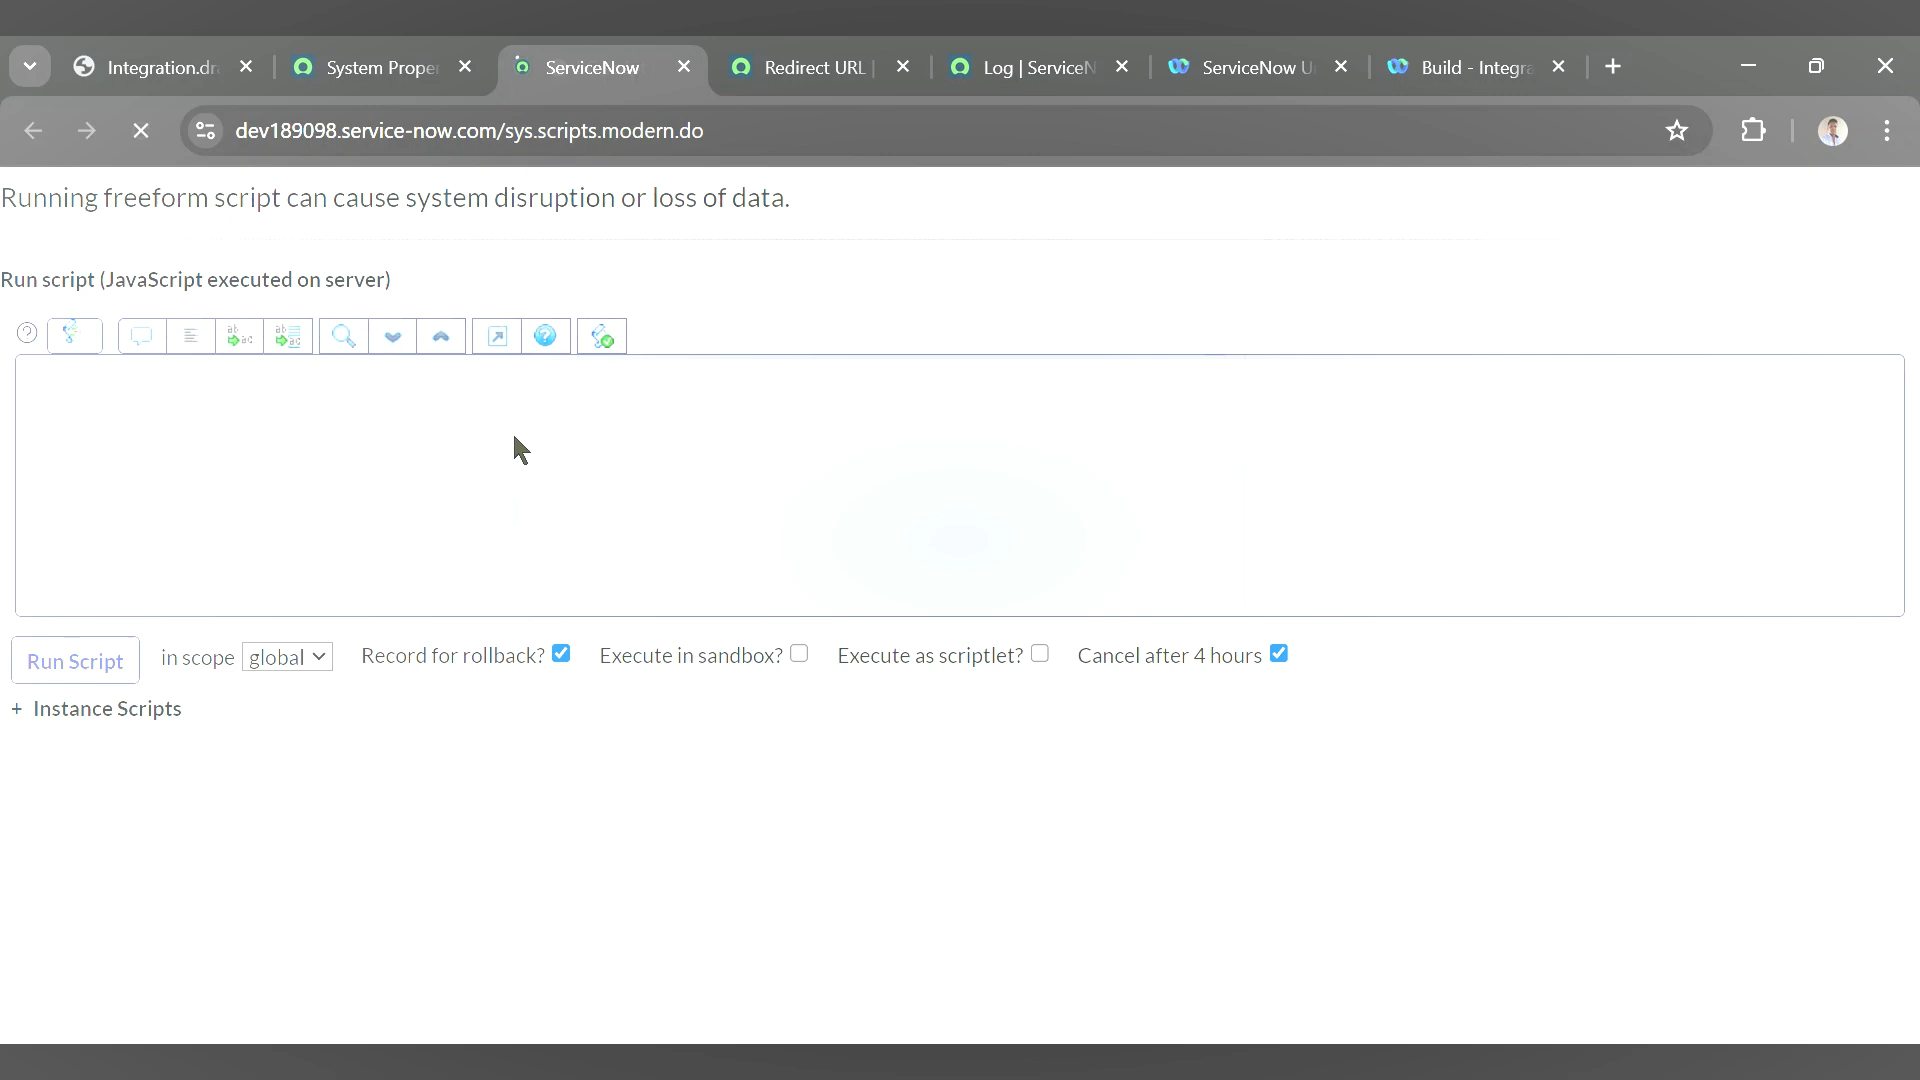 Integration.dr
System Proper
ServiceNow
Redirect URL |
Log | ServiceN
ServiceNow U
Build - Integra
dev189098.service-now.com/sys.scripts.modern.do
Running freeform script can cause system disruption or loss of data.
Run script (JavaScript executed on server)
Run Script
in scope
global
Record for rollback?
Execute in sandbox?
Execute as scriptlet?
Cancel after 4 hours
+ Instance Scripts